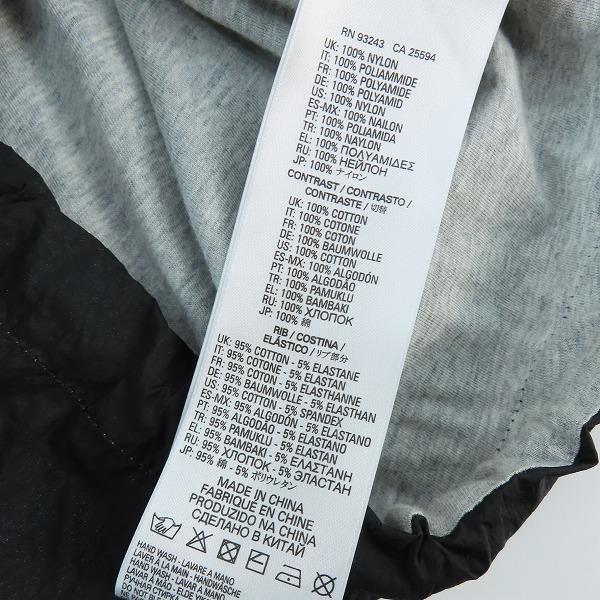 RN 93243 CA 25594
UK: 100% NYLON
IT: 100% POLIAMMIDE
FR: 100% POLYAMIDE
DE: 100% POLYAMID
US: 100% NYLON
ES-MX: 100% NAILON
PT: 100% POLIAMIDA
TR: 100% NAYLON
EL: 100% ΠΟΛΥΑΜΙΔΕΣ
RU: 100% НЕЙЛОН
JP: 100% ナイロン
CONTRAST / CONTRASTO /
CONTRASTE / 切替
UK: 100% COTTON
IT: 100% COTONE
FR: 100% COTON
DE: 100% BAUMWOLLE
US: 100% COTTON
ES-MX: 100% ALGODÓN
PT: 100% ALGODÃO
TR: 100% PAMUKLU
EL: 100% BAMBAKI
RU: 100% ХЛОПОК
JP: 100% 綿
RIB / COSTINA /
ELÁSTICO / リブ部分
UK: 95% COTTON - 5% ELASTANE
IT: 95% COTONE - 5% ELASTAN
FR: 95% COTON - 5% ELASTHANNE
DE: 95% BAUMWOLLE - 5% ELASTHAN
US: 95% COTTON - 5% SPANDEX
ES-MX: 95% ALGODÓN - 5% ELASTANO
PT: 95% ALGODÃO - 5% ELASTANO
TR: 95% PAMUKLU - 5% ELASTAN
EL: 95% BAMBAKI - 5% ΕΛΑΣΤΑΝΗ
RU: 95% ХЛОПОК - 5% ЭЛАСТАН
JP: 95% 綿 - 5% ポリウレタン
MADE IN CHINA
FABRIQUE EN CHINE
PRODUZIDO NA CHINA
СДЕЛАНО В КИТАЙ
HAND WASH - LAVARE A MANO
LAVER À LA MAIN - HANDWÄSCHE
LAVAR A MANO